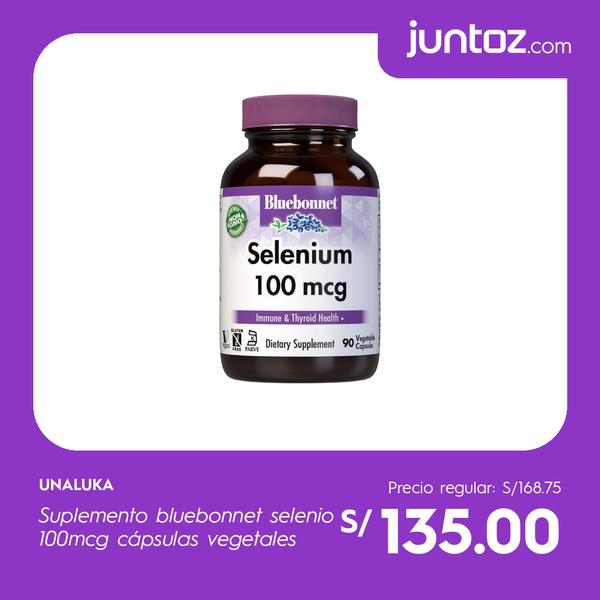 juntoz.com
Bluebonnet
NON
GMO
Selenium
100 mcg
Immune & Thyroid Health +
GLUTEN
FREE
PARVE
Dietary Supplement
90 Vegetable
Capsules
UNALUKA
Precio regular: S/168.75
Suplemento bluebonnet selenio
100mcg cápsulas vegetales
S/ 135.00